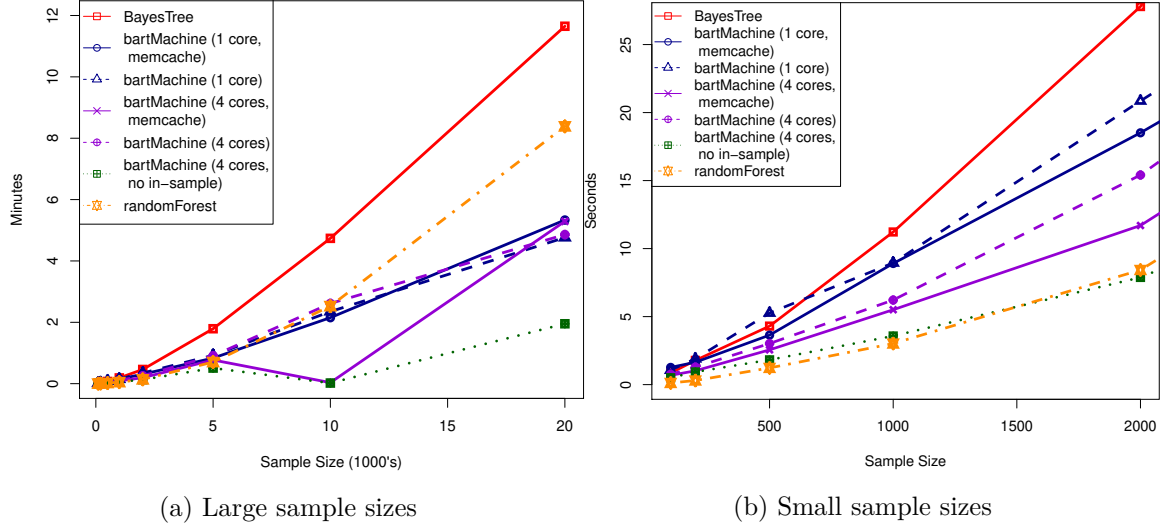 BayesTree
bartMachine (1 core,
memcache)
bartMachine (1 core)
bartMachine (4 cores,
memcache)
bartMachine (4 cores)
bartMachine (4 cores,
no in−sample)
randomForest
Minutes
12
10
8
6
4
2
0
0
5
10
15
20
Sample Size (1000's)
(a) Large sample sizes
BayesTree
bartMachine (1 core,
memcache)
bartMachine (1 core)
bartMachine (4 cores,
memcache)
bartMachine (4 cores)
bartMachine (4 cores,
no in−sample)
randomForest
Seconds
25
20
15
10
5
0
500
1000
1500
2000
Sample Size
(b) Small sample sizes